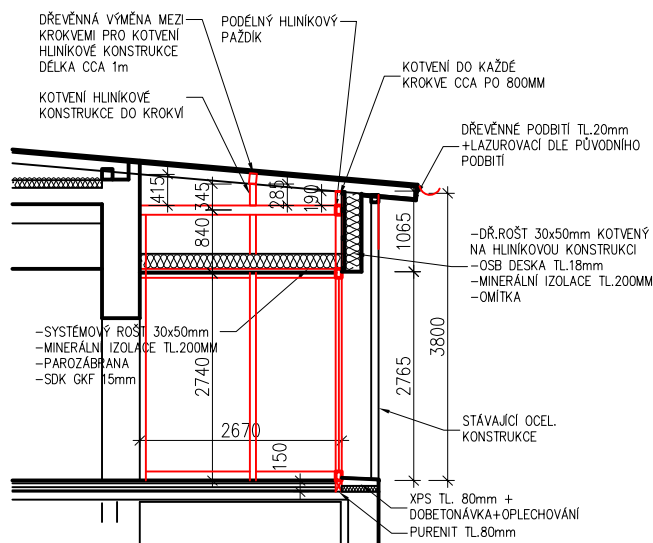 DŘEVĚNNÁ VÝMĚNA MEZI
KROKVEMI PRO KOTVENÍ
HLINÍKOVÉ KONSTRUKCE
DÉLKA CCA 1m
PODÉLNÝ HLINÍKOVÝ
PAŽDÍK
KOTVENÍ HLINÍKOVÉ
KONSTRUKCE DO KROKVÍ
KOTVENÍ DO KAŽDÉ
KROKVE CCA PO 800MM
DŘEVĚNNÉ PODBITÍ TL.20mm
+LAZUROVACÍ DLE PŮVODNÍHO
PODBITÍ
415
345
285
190
840
1065
-DŘ.ROŠT 30x50mm KOTVENÝ
NA HLINÍKOVOU KONSTRUKCI
-OSB DESKA TL.18mm
-MINERÁLNÍ IZOLACE TL.200MM
-OMÍTKA
-SYSTÉMOVÝ ROŠT 30x50mm
-MINERÁLNÍ IZOLACE TL.200MM
-PAROZÁBRANA
-SDK GKF 15mm
2740
2765
3800
2670
150
STÁVAJÍCÍ OCEL.
KONSTRUKCE
XPS TL. 80mm +
DOBETONÁVKA+OPLECHOVÁNÍ
PURENIT TL.80mm